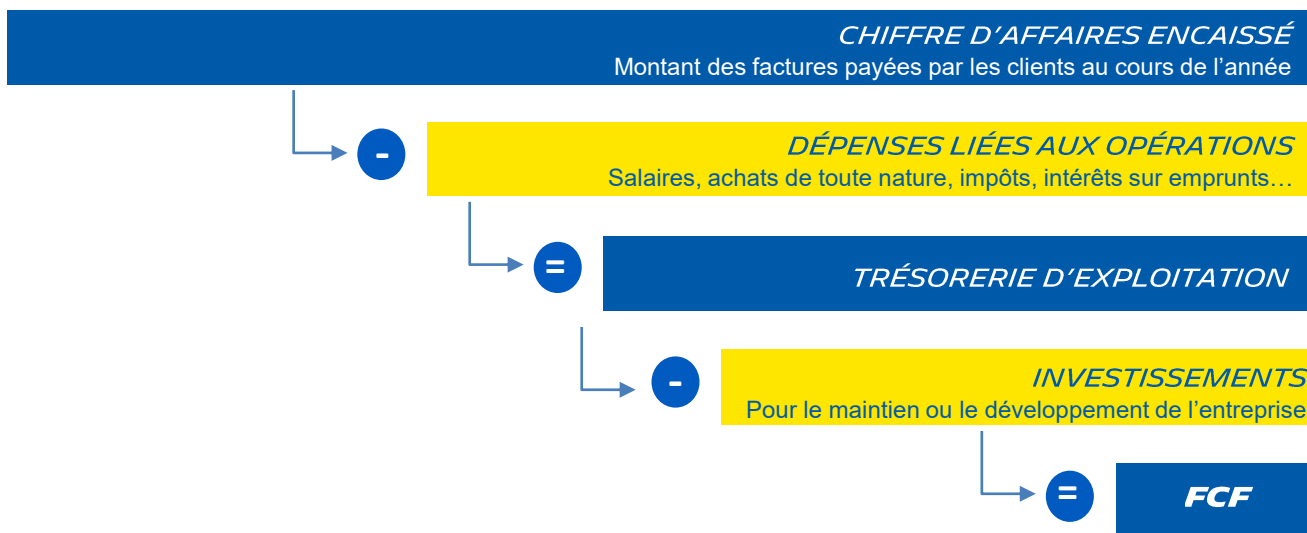 CHIFFRE D’AFFAIRES ENCAISSÉ
Montant des factures payées par les clients au cours de l’année
-
DÉPENSES LIÉES AUX OPÉRATIONS
Salaires, achats de toute nature, impôts, intérêts sur emprunts…
=
TRÉSORERIE D’EXPLOITATION
-
INVESTISSEMENTS
Pour le maintien ou le développement de l’entreprise
=
FCF